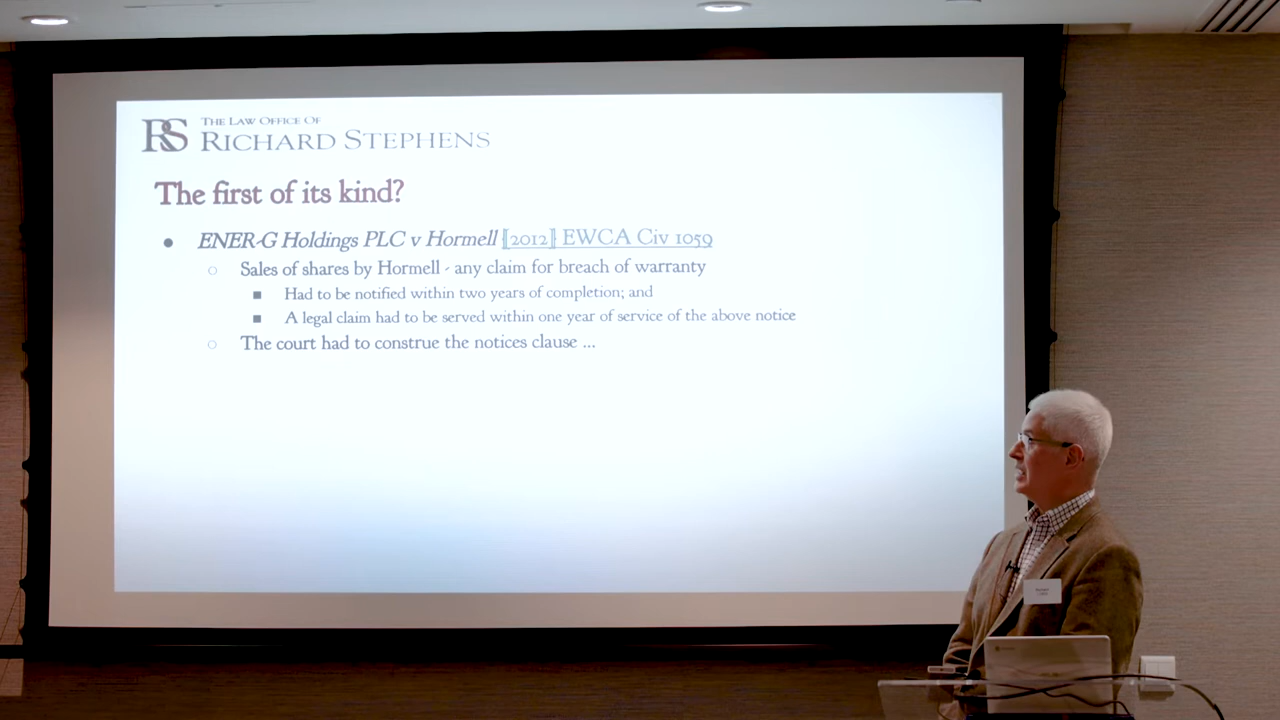 RS
THE LAW OFFICE OF
RICHARD STEPHENS
The first of its kind?
● ENER-G Holdings PLC v Hormell [2012] EWCA Civ 1059
○ Sales of shares by Hormell - any claim for breach of warranty
■ Had to be notified within two years of completion; and
■ A legal claim had to be served within one year of service of the above notice
○ The court had to construe the notices clause ...